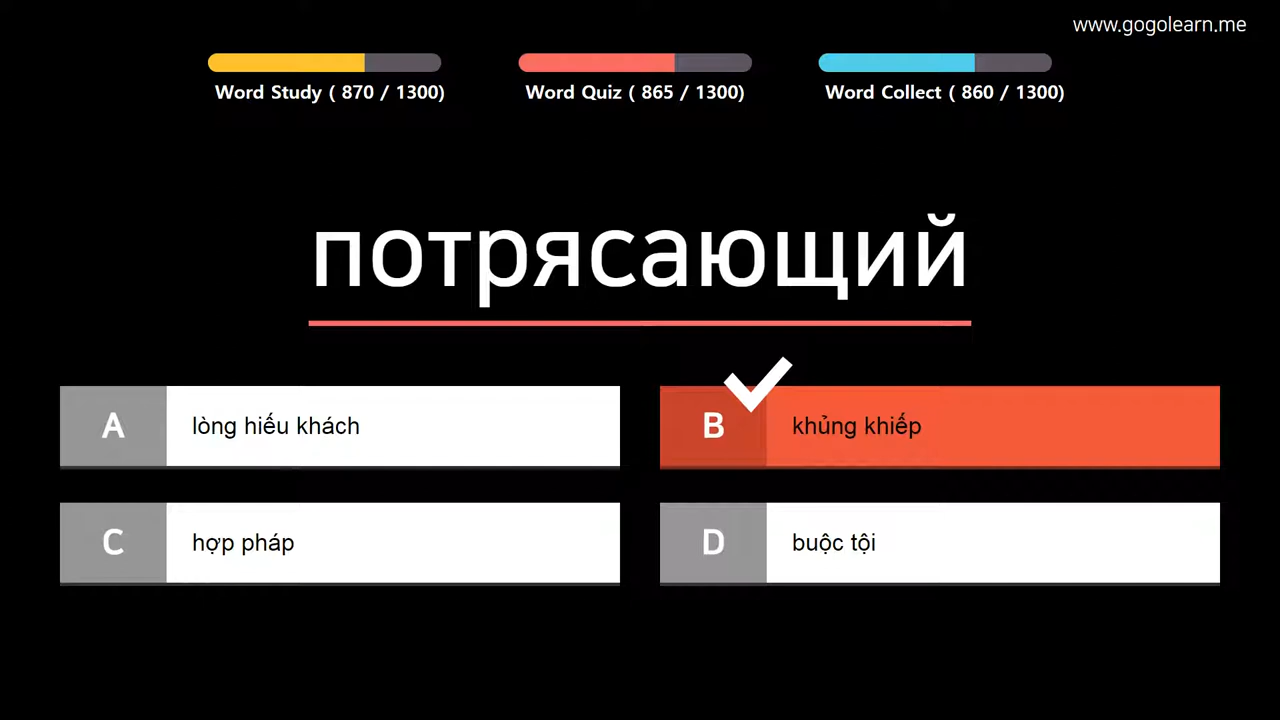 www.gogolearn.me
Word Study ( 870 / 1300)
Word Quiz ( 865 / 1300)
Word Collect ( 860 / 1300)
потрясающий
A lòng hiếu khách
B khủng khiếp
C hợp pháp
D buộc tội